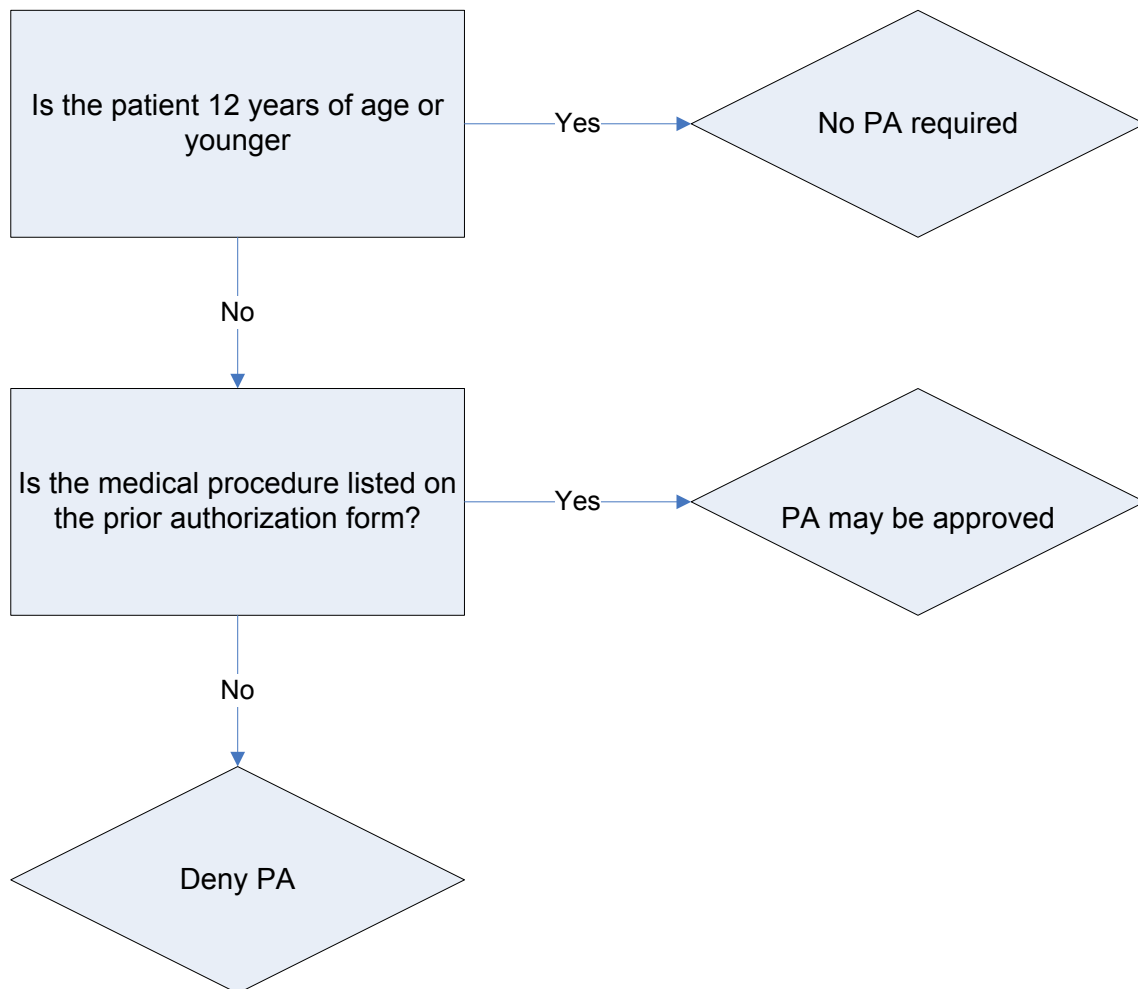 Is the patient 12 years of age or
younger
Yes
No PA required
No
Is the medical procedure listed on
the prior authorization form?
Yes
PA may be approved
No
Deny PA